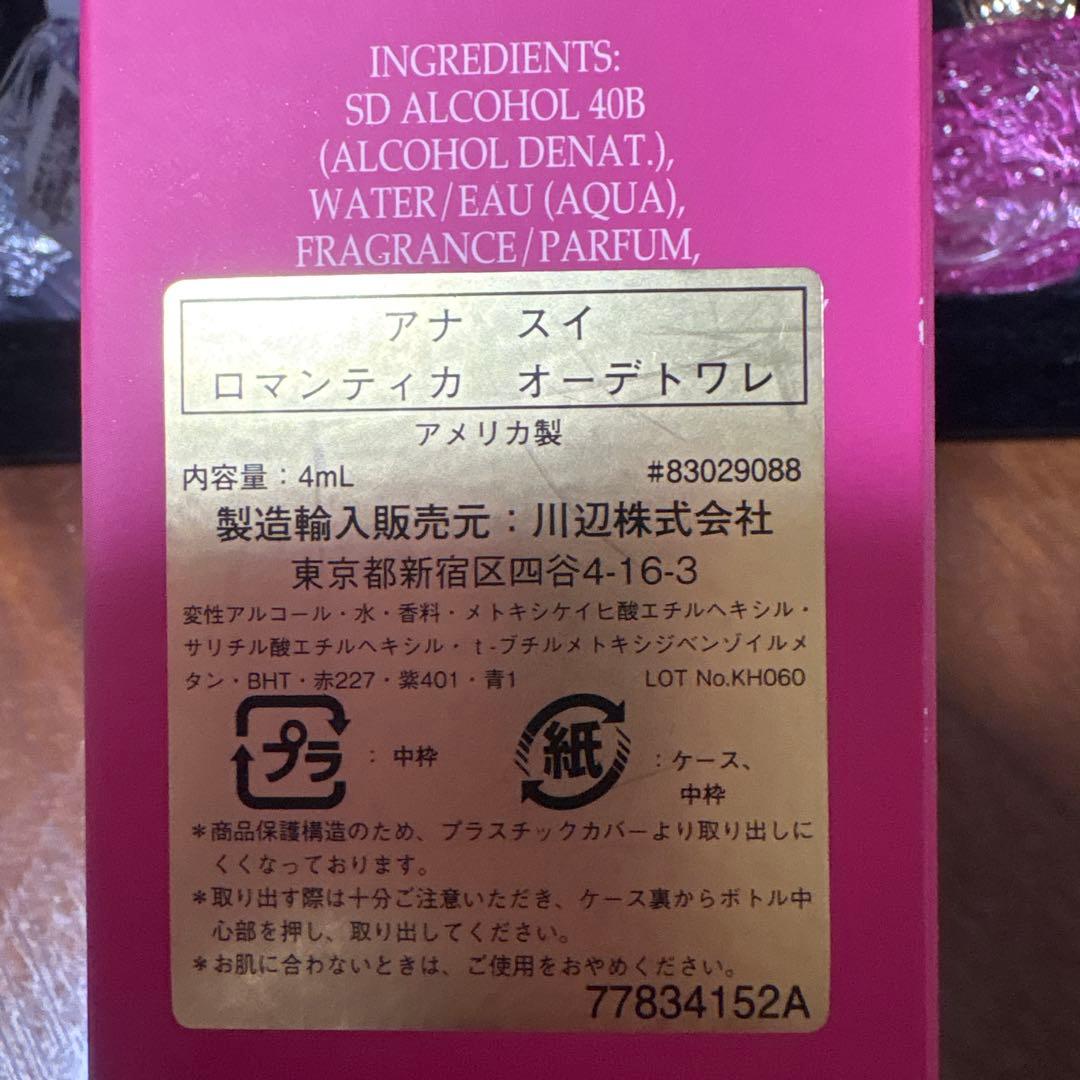 INGREDIENTS:
SD ALCOHOL 40B
(ALCOHOL DENAT.),
WATER/EAU (AQUA),
FRAGRANCE/PARFUM,
アナ　スイ
ロマンティカ　オーデトワレ
アメリカ製
内容量：4mL #83029088
製造輸入販売元：川辺株式会社
東京都新宿区四谷4-16-3
変性アルコール・水・香料・メトキシケイヒ酸エチルヘキシル・
サリチル酸エチルヘキシル・t-ブチルメトキシジベンゾイルメ
タン・BHT・赤227・紫401・青1 LOT No.KH060
プラ：中枠
紙：ケース、
中枠
*商品保護構造のため、プラスチックカバーより取り出しに
くくなっております。
*取り出す際は十分ご注意いただき、ケース裏からボトル中
心部を押し、取り出してください。
*お肌に合わないときは、ご使用をおやめください。
77834152A